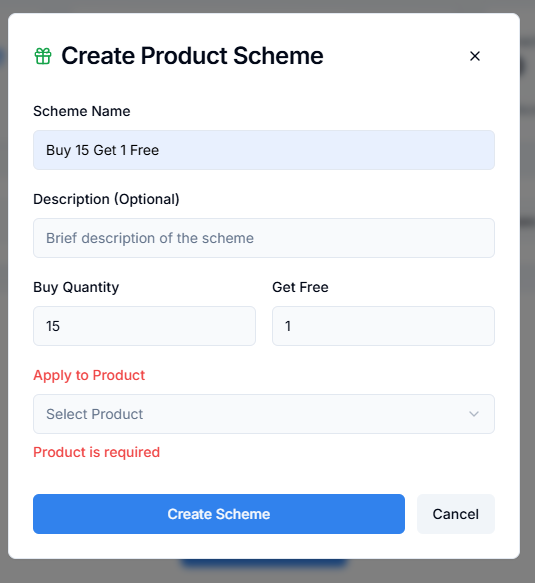 Create Product Scheme
Scheme Name
Buy 15 Get 1 Free
Description (Optional)
Brief description of the scheme
Buy Quantity
Get Free
15
1
Apply to Product
Select Product
Product is required
Create Scheme
Cancel